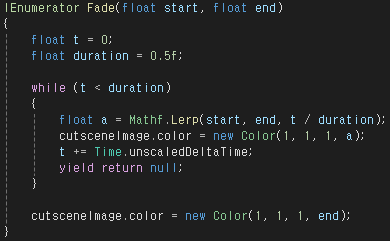 IEnumerator Fade(float start, float end)
{
    float t = 0;
    float duration = 0.5f;

    while (t < duration)
    {
        float a = Mathf.Lerp(start, end, t / duration);
        cutsceneImage.color = new Color(1, 1, 1, a);
        t += Time.unscaledDeltaTime;
        yield return null;
    }

    cutsceneImage.color = new Color(1, 1, 1, end);
}